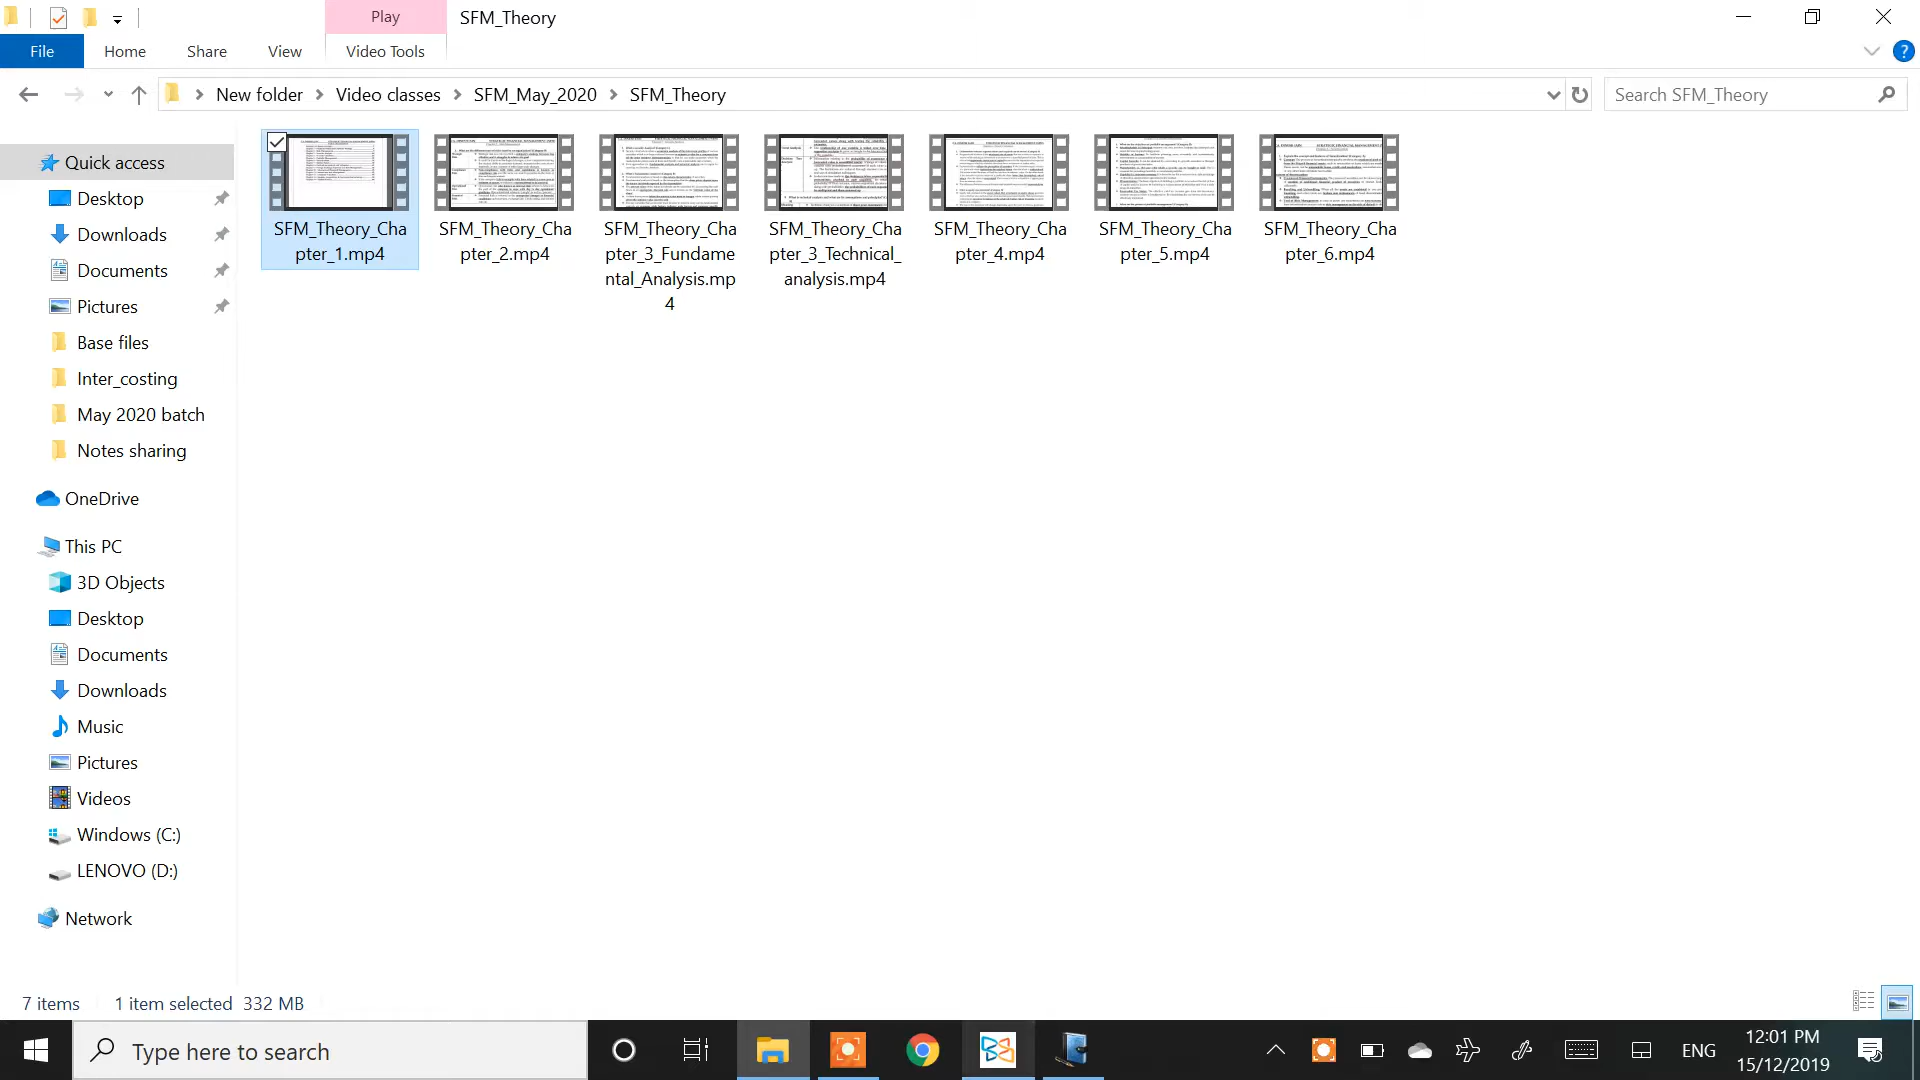 Play
SFM_Theory
File
Home
Share
View
Video Tools
New folder
Video classes
SFM_May_2020
SFM_Theory
Search SFM_Theory
Quick access
Desktop
Downloads
Documents
Pictures
Base files
Inter_costing
May 2020 batch
Notes sharing
OneDrive
This PC
3D Objects
Desktop
Documents
Downloads
Music
Pictures
Videos
Windows (C:)
LENOVO (D:)
Network
SFM_Theory_Cha
pter_1.mp4
SFM_Theory_Cha
pter_2.mp4
SFM_Theory_Cha
pter_3_Fundame
ntal_Analysis.mp
4
SFM_Theory_Cha
pter_3_Technical_
analysis.mp4
SFM_Theory_Cha
pter_4.mp4
SFM_Theory_Cha
pter_5.mp4
SFM_Theory_Cha
pter_6.mp4
7 items
1 item selected 332 MB
Type here to search
ENG
12:01 PM
15/12/2019